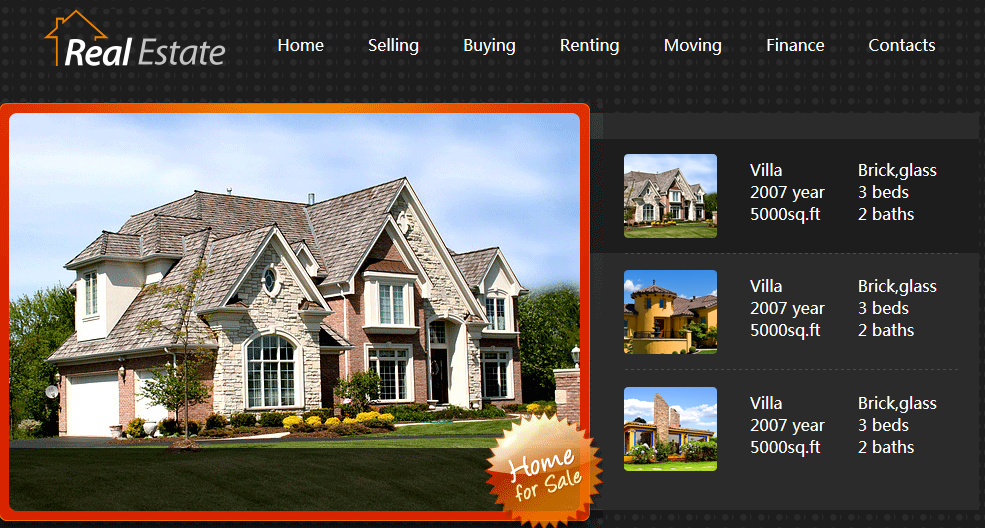 Real Estate
Home
Selling
Buying
Renting
Moving
Finance
Contacts
Villa
2007 year
5000sq.ft
Brick,glass
3 beds
2 baths
Villa
2007 year
5000sq.ft
Brick,glass
3 beds
2 baths
Villa
2007 year
5000sq.ft
Brick,glass
3 beds
2 baths
Home
for Sale